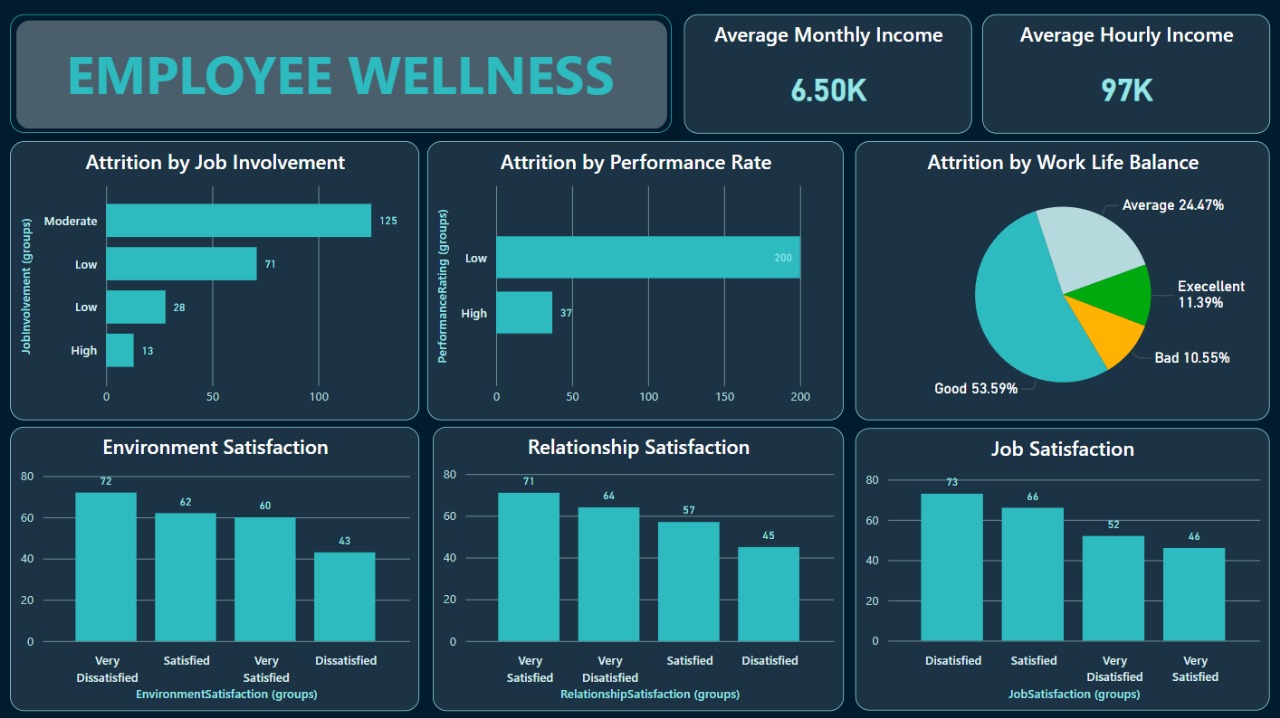 EMPLOYEE WELLNESS
Average Monthly Income
6.50K
Average Hourly Income
97K
Attrition by Job Involvement
JobInvolvement (groups)
Moderate
125
Low
71
Low
28
High
13
0
50
100
Attrition by Performance Rate
PerformanceRating (groups)
Low
200
High
37
0
50
100
150
200
Attrition by Work Life Balance
Average 24.47%
Execellent
11.39%
Bad 10.55%
Good 53.59%
Environment Satisfaction
80
60
40
20
0
72
62
60
43
Very
Dissatisfied
Satisfied
Very
Satisfied
Dissatisfied
EnvironmentSatisfaction (groups)
Relationship Satisfaction
80
60
40
20
0
71
64
57
45
Very
Satisfied
Very
Disatisfied
Satisfied
Disatisfied
RelationshipSatisfaction (groups)
Job Satisfaction
80
60
40
20
0
73
66
52
46
Disatisfied
Satisfied
Very
Disatisfied
Very
Satisfied
JobSatisfaction (groups)